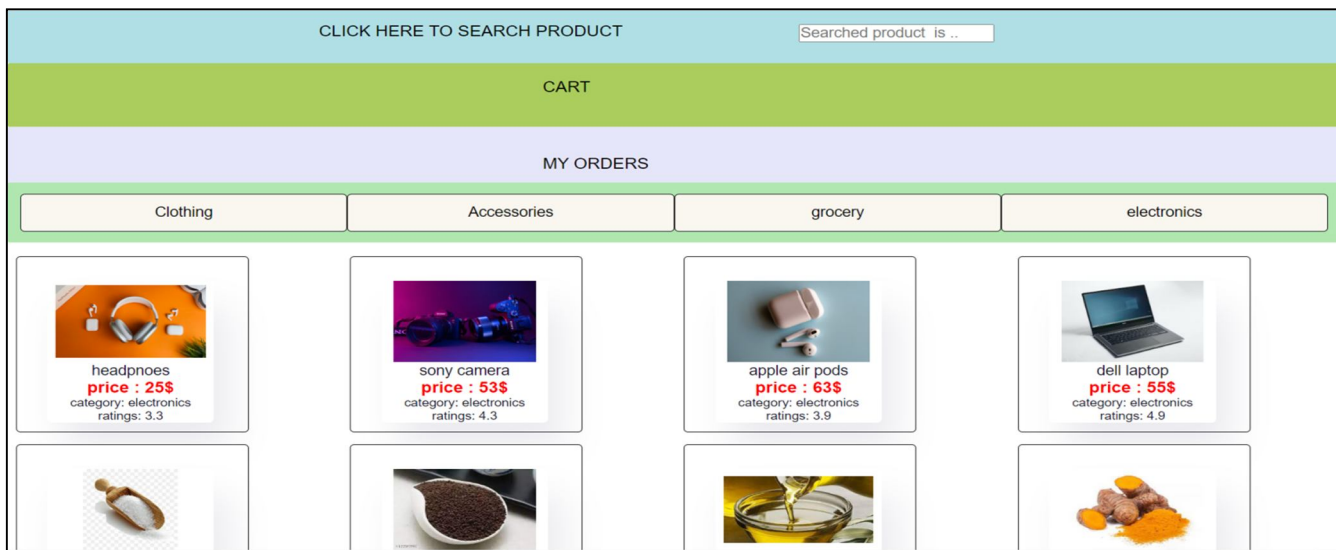 CLICK HERE TO SEARCH PRODUCT
Searched product is ..
CART
MY ORDERS
Clothing
Accessories
grocery
electronics
headpnoes
price : 25$
category: electronics
ratings: 3.3
sony camera
price : 53$
category: electronics
ratings: 4.3
apple air pods
price : 63$
category: electronics
ratings: 3.9
dell laptop
price : 55$
category: electronics
ratings: 4.9